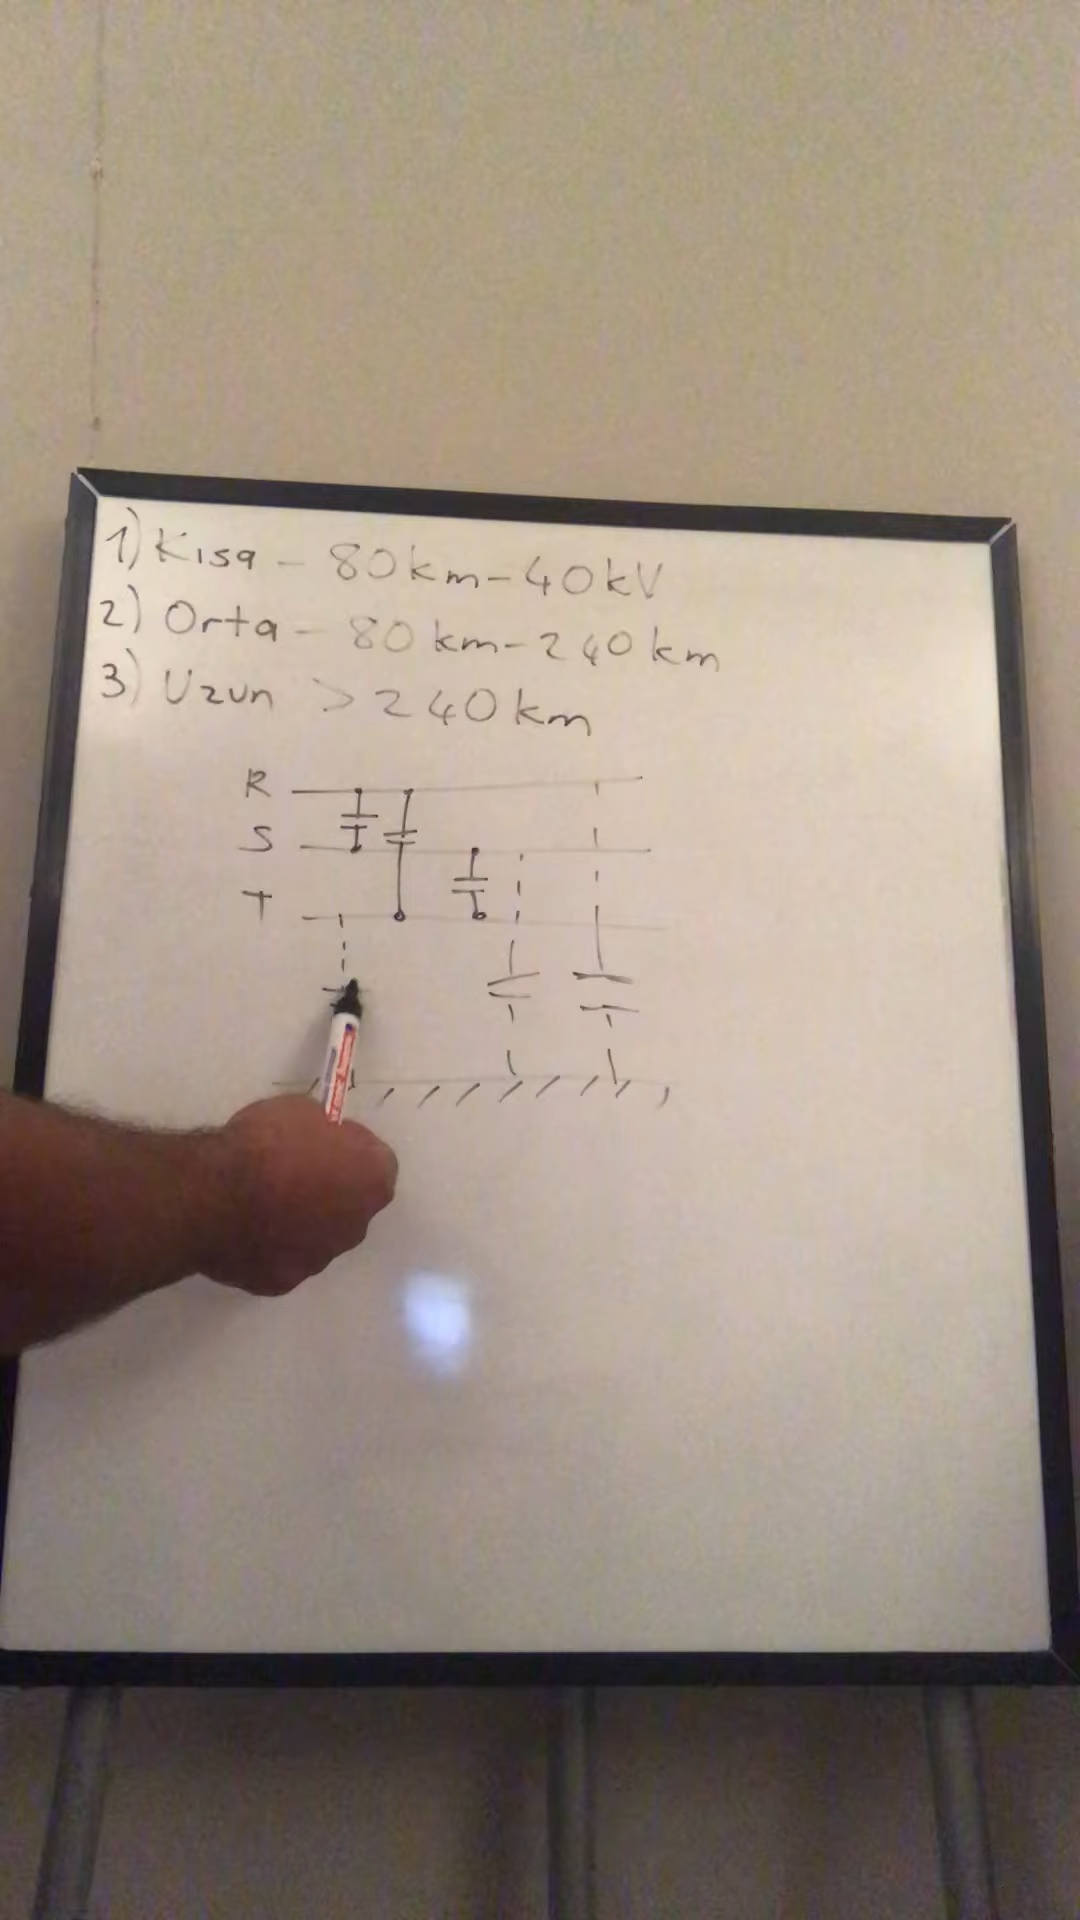 1) Kısa - 80km-40kV
2) Orta - 80 km-240 km
3) Uzun > 240 km
R
S
T